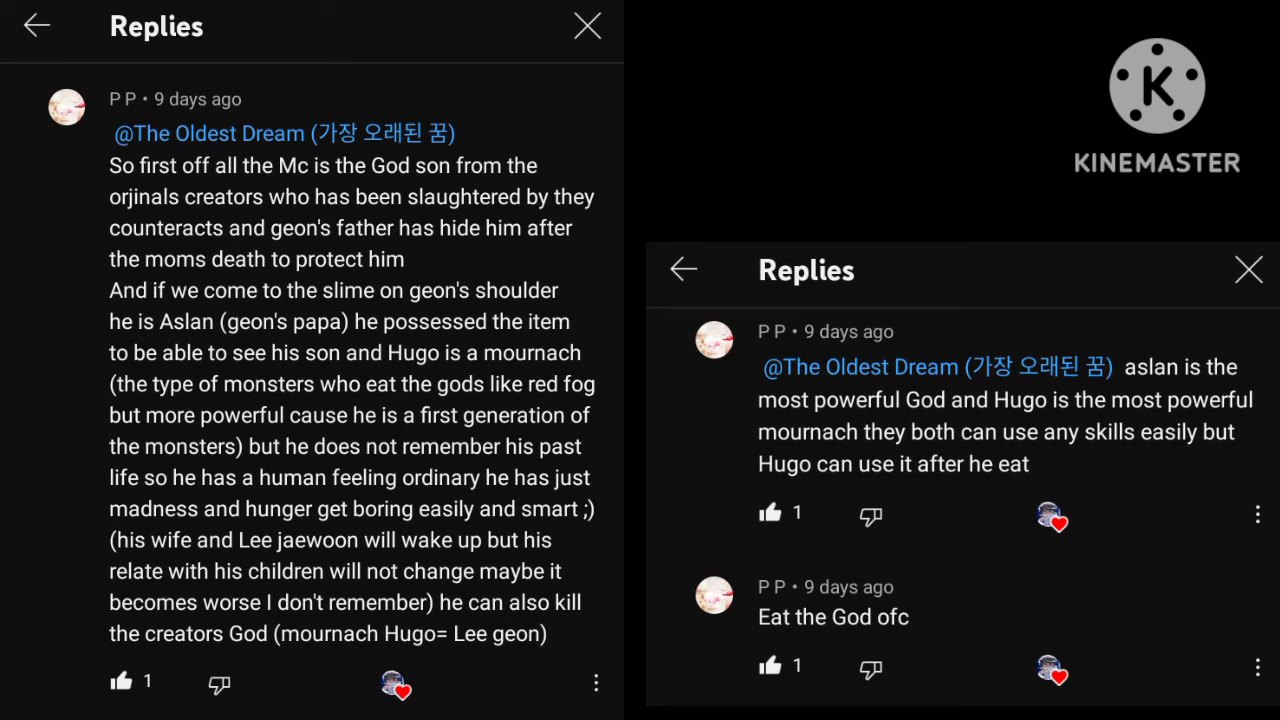 Replies
P P • 9 days ago
@The Oldest Dream (가장 오래된 꿈)
So first off all the Mc is the God son from the
orjinals creators who has been slaughtered by they
counteracts and geon's father has hide him after
the moms death to protect him
And if we come to the slime on geon's shoulder
he is Aslan (geon's papa) he possessed the item
to be able to see his son and Hugo is a mournach
(the type of monsters who eat the gods like red fog
but more powerful cause he is a first generation of
the monsters) but he does not remember his past
life so he has a human feeling ordinary he has just
madness and hunger get boring easily and smart ;)
(his wife and Lee jaewoon will wake up but his
relate with his children will not change maybe it
becomes worse I don't remember) he can also kill
the creators God (mournach Hugo= Lee geon)
1
K
KINEMASTER
Replies
P P • 9 days ago
@The Oldest Dream (가장 오래된 꿈) aslan is the
most powerful God and Hugo is the most powerful
mournach they both can use any skills easily but
Hugo can use it after he eat
1
P P • 9 days ago
Eat the God ofc
1